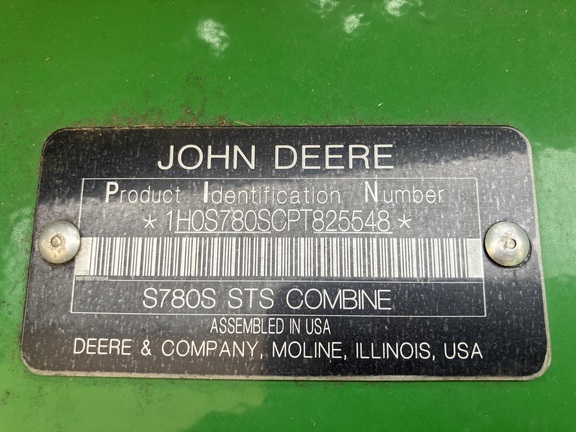 JOHN DEERE
Product Identification Number
*1H0S780SCPT825548*
S780S STS COMBINE
ASSEMBLED IN USA
DEERE & COMPANY, MOLINE, ILLINOIS, USA